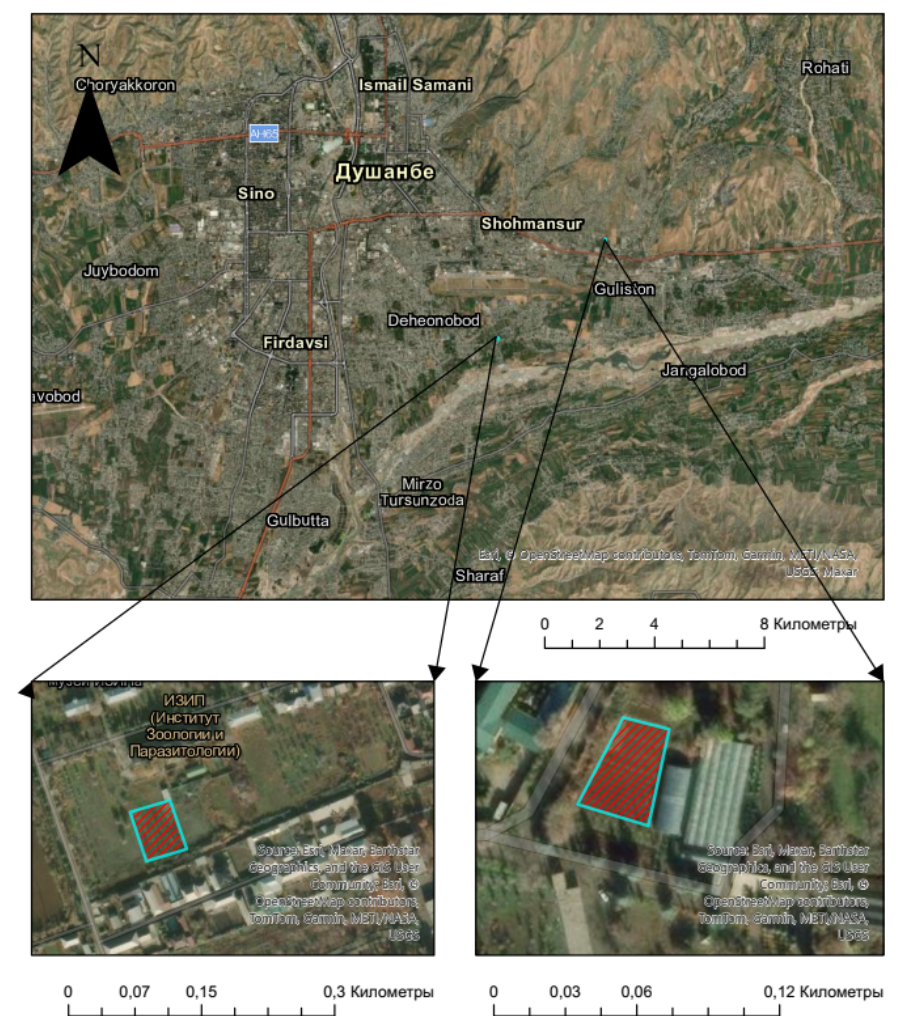 N
Choryakkoron
Ismail Samani
Rohati
AH65
Душанбе
Sino
Shohmansur
Juybodom
Guliston
Deheonobod
Firdavsi
Jangalobod
avobod
Mirzo
Tursunzoda
Gulbutta
Esri, © OpenStreetMap contributors, TomTom, Garmin, METI/NASA,
USGS, Maxar
Sharaf
0 2 4 8 Километры
ИЗИП
(Институт
Зоологии и
Паразитологии)
Source: Esri, Maxar, Earthstar
Geographics, and the GIS User
Community, Esri, ©
OpenStreetMap contributors,
TomTom, Garmin, METI/NASA,
USGS
Source: Esri, Maxar, Earthstar
Geographics, and the GIS User
Community, Esri, ©
OpenStreetMap contributors,
TomTom, Garmin, METI/NASA,
USGS
0 0,07 0,15 0,3 Километры
0 0,03 0,06 0,12 Километры